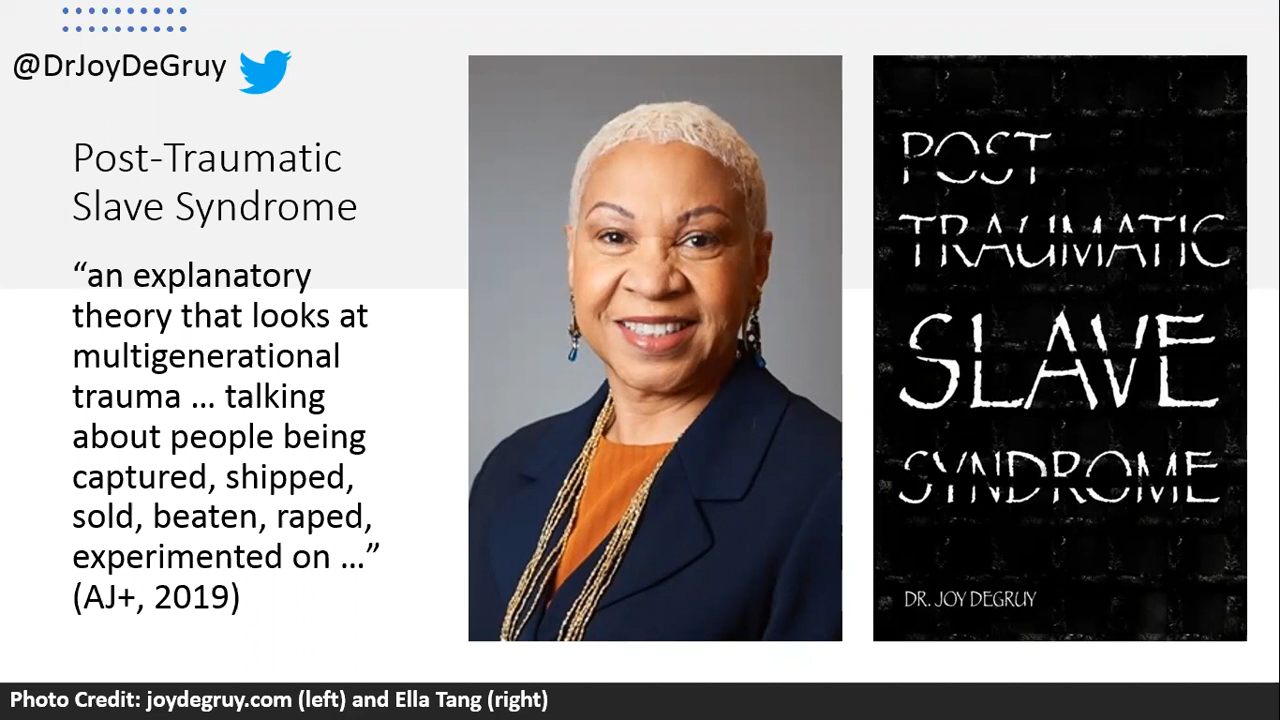 @DrJoyDeGruy
Post-Traumatic
Slave Syndrome
“an explanatory
theory that looks at
multigenerational
trauma … talking
about people being
captured, shipped,
sold, beaten, raped,
experimented on …”
(AJ+, 2019)
POST
TRAUMATIC
SLAVE
SYNDROME
DR. JOY DEGRUY
Photo Credit: joydegruy.com (left) and Ella Tang (right)